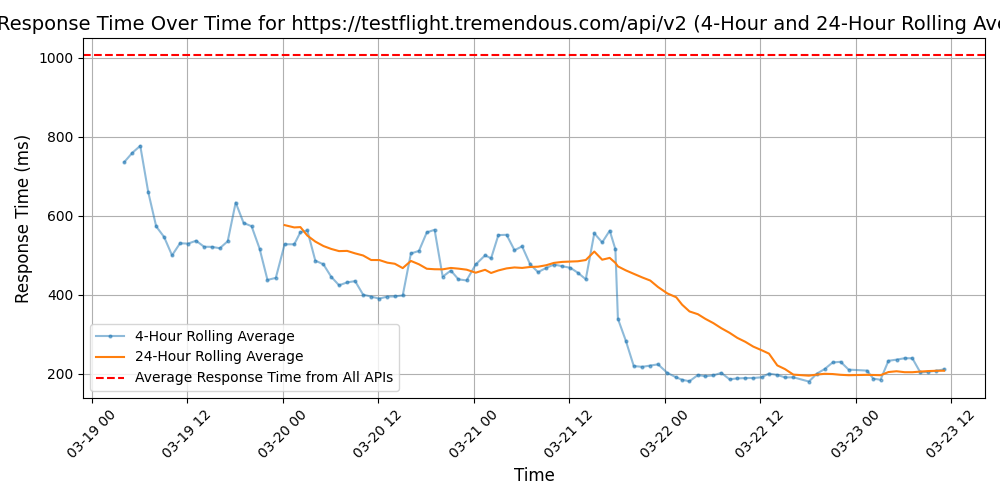 Response Time Over Time for https://testflight.tremendous.com/api/v2 (4-Hour and 24-Hour Rolling Ave
Response Time (ms)
1000
800
600
400
200
4-Hour Rolling Average
24-Hour Rolling Average
Average Response Time from All APIs
03-19 00
03-19 12
03-20 00
03-20 12
03-21 00
03-21 12
03-22 00
03-22 12
03-23 00
03-23 12
Time